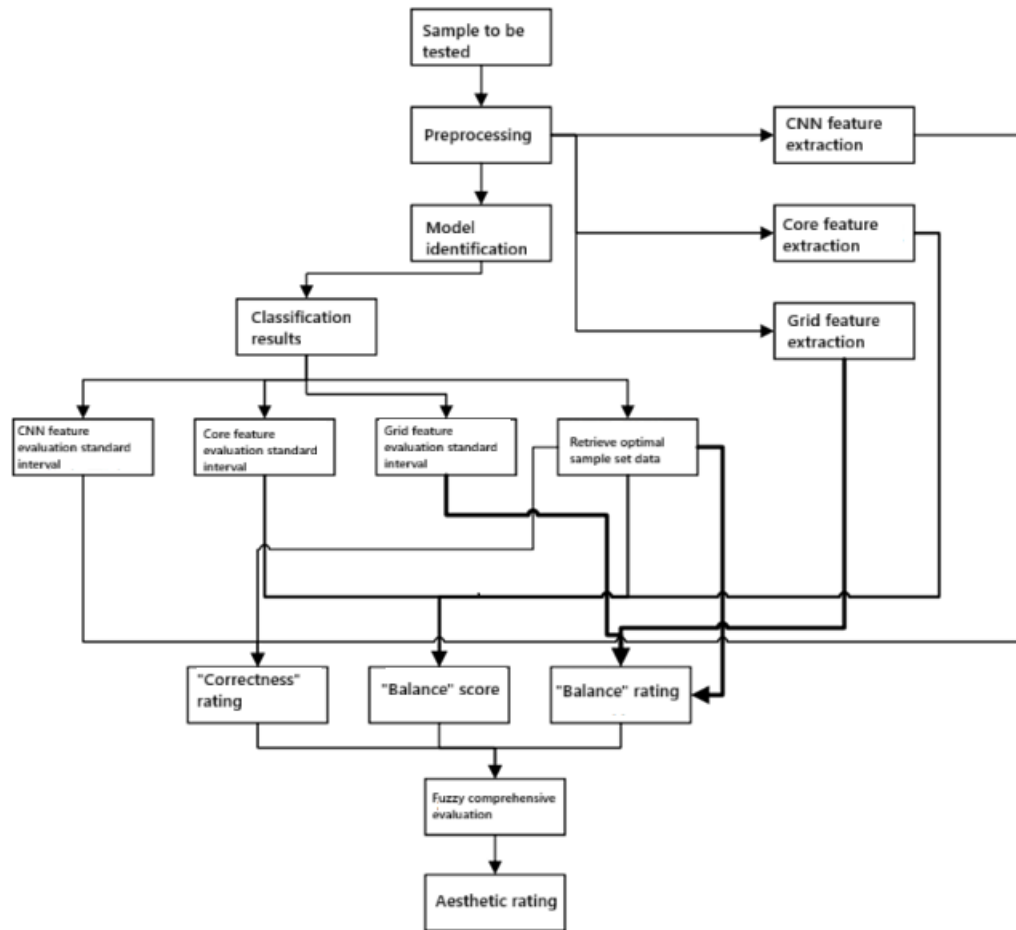 Sample to be
tested
Preprocessing
CNN feature
extraction
Model
identification
Core feature
extraction
Classification
results
Grid feature
extraction
CNN feature
evaluation standard
interval
Core feature
evaluation standard
interval
Grid feature
evaluation standard
interval
Retrieve optimal
sample set data
"Correctness"
rating
"Balance" score
"Balance" rating
Fuzzy comprehensive
evaluation
Aesthetic rating